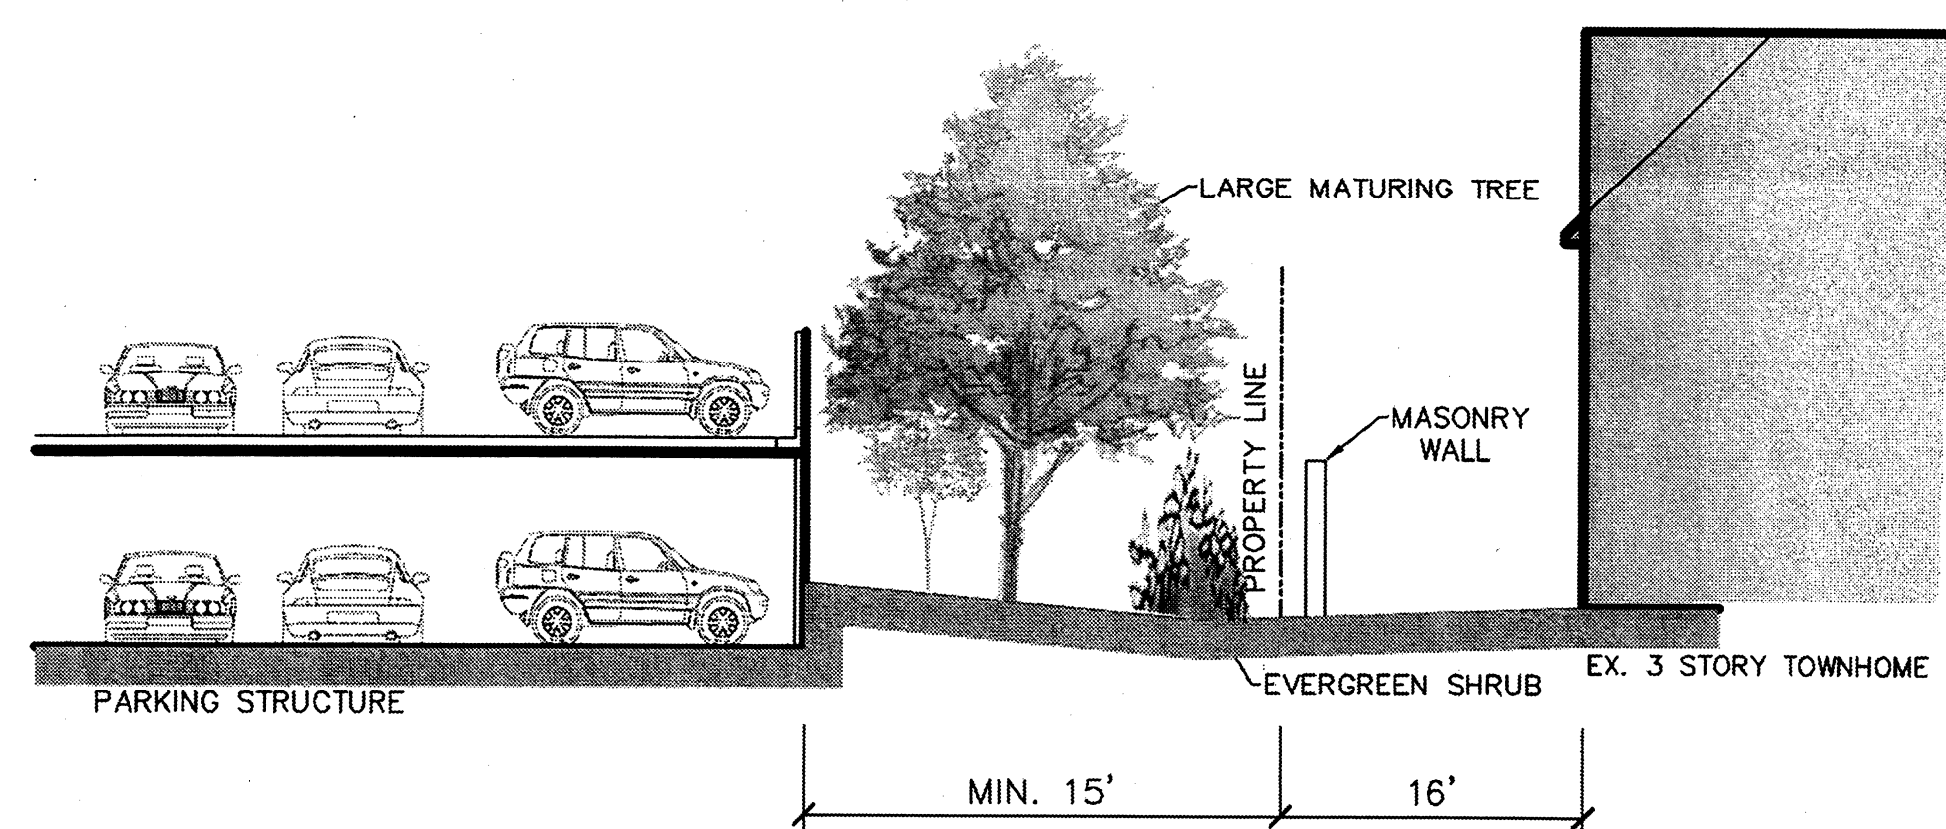 LARGE MATURING TREE
PROPERTY LINE
MASONRY
WALL
PARKING STRUCTURE
EVERGREEN SHRUB
EX. 3 STORY TOWNHOME
MIN. 15'
16'